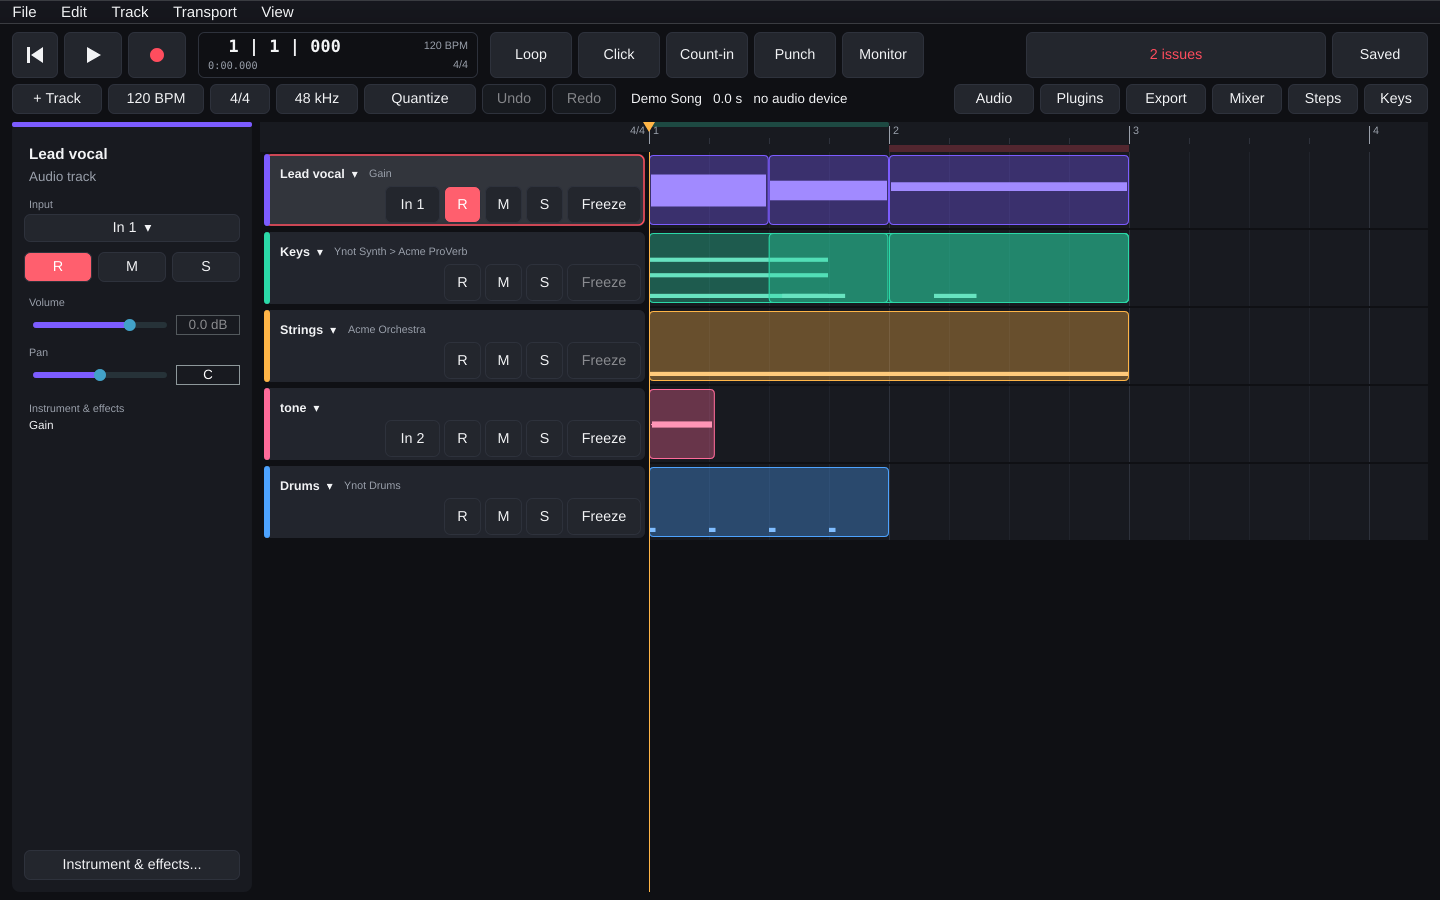 File Edit Track Transport View
1 | 1 | 000 120 BPM
0:00.000 4/4
Loop Click Count-in Punch Monitor 2 issues Saved
+ Track 120 BPM 4/4 48 kHz Quantize Undo Redo Demo Song 0.0 s no audio device Audio Plugins Export Mixer Steps Keys
4/4 1 2 3 4
Lead vocal
Audio track
Input
In 1 ▼
R M S
Volume
0.0 dB
Pan
C
Instrument & effects
Gain
Instrument & effects...
Lead vocal ▼ Gain
In 1 R M S Freeze
Keys ▼ Ynot Synth > Acme ProVerb
R M S Freeze
Strings ▼ Acme Orchestra
R M S Freeze
tone ▼
In 2 R M S Freeze
Drums ▼ Ynot Drums
R M S Freeze